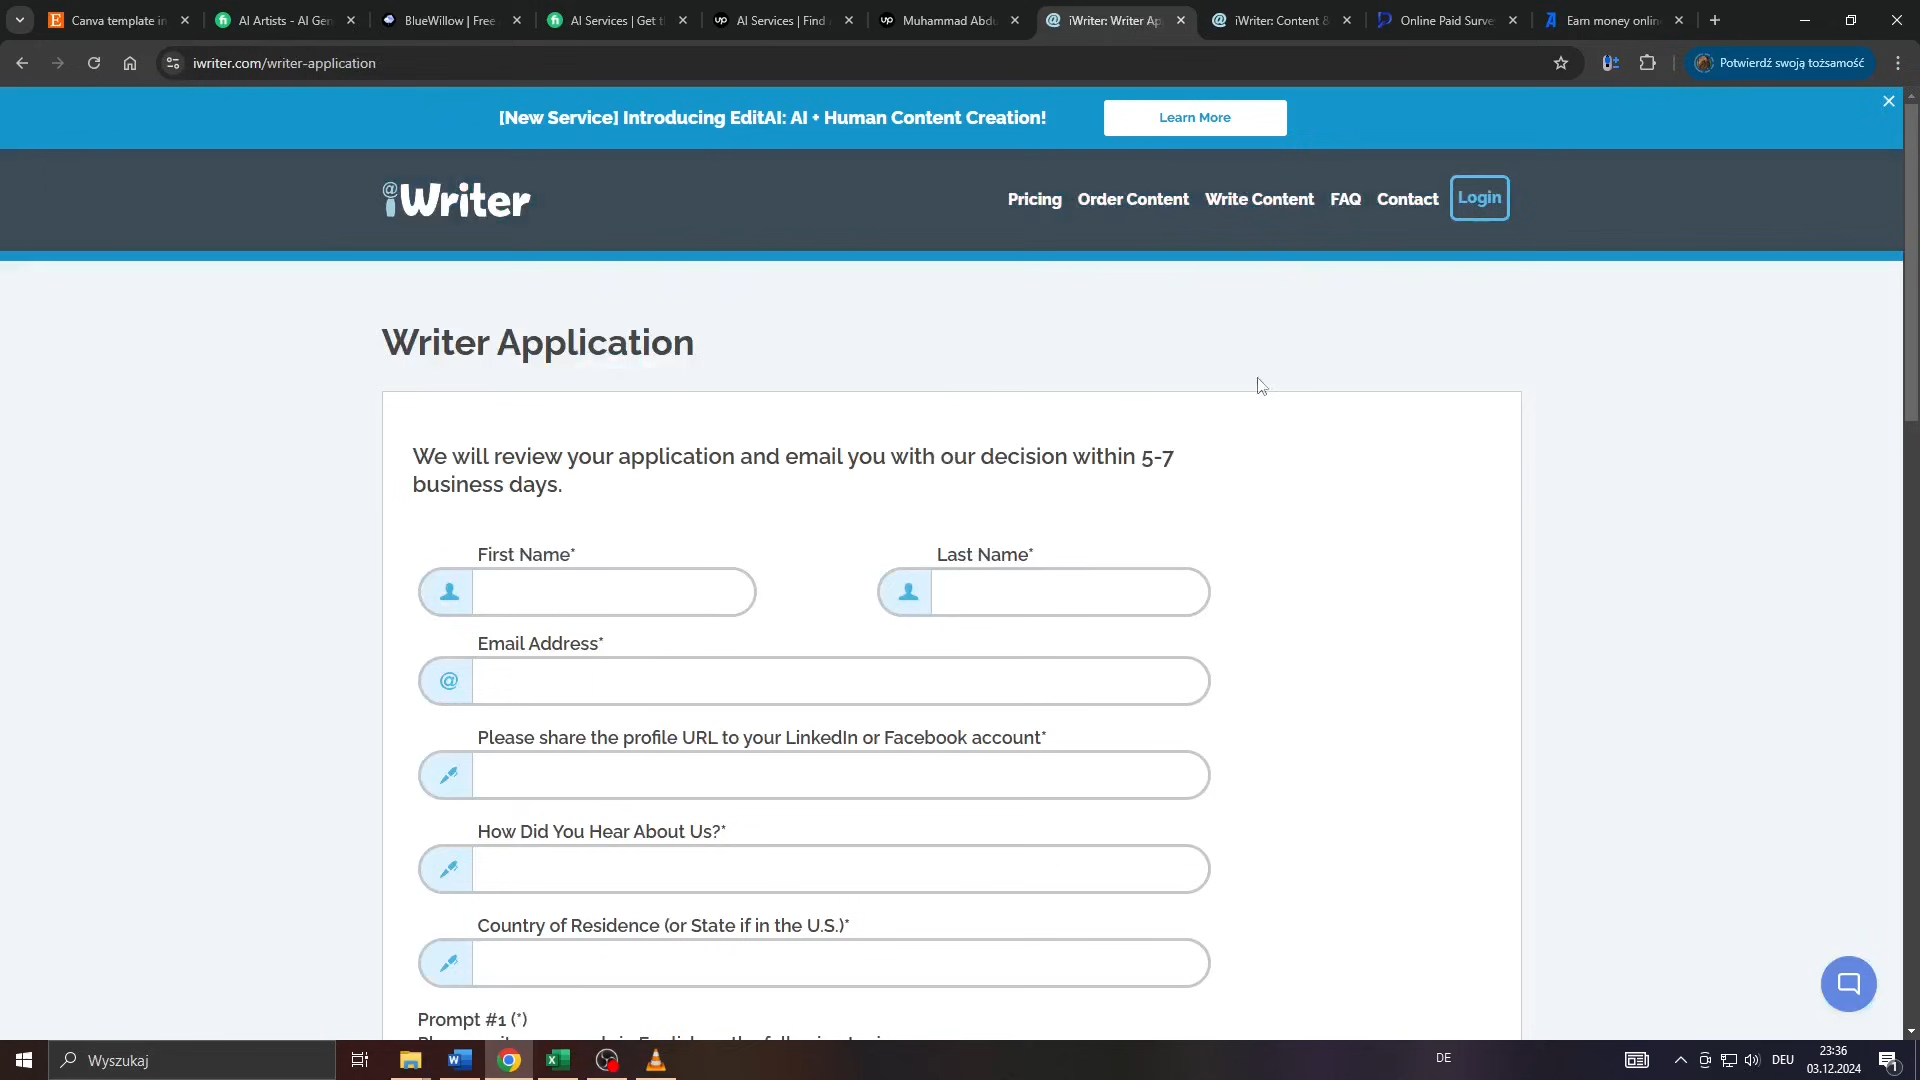 Canva template in
AI Artists - AI Gen
BlueWillow | Free
AI Services | Get t
AI Services | Find
Muhammad Abdu
iWriter: Writer Ap
iWriter: Content &
Online Paid Surve
Earn money onlin
iwriter.com/writer-application
Potwierdź swoją tożsamość
[New Service] Introducing EditAI: AI + Human Content Creation!
Learn More
@iWriter
Pricing
Order Content
Write Content
FAQ
Contact
Login
Writer Application
We will review your application and email you with our decision within 5-7
business days.
First Name*
Last Name*
Email Address*
Please share the profile URL to your LinkedIn or Facebook account*
How Did You Hear About Us?*
Country of Residence (or State if in the U.S.)*
Prompt #1 (*)
Wyszukaj
DE
DEU
23:36
03.12.2024
1